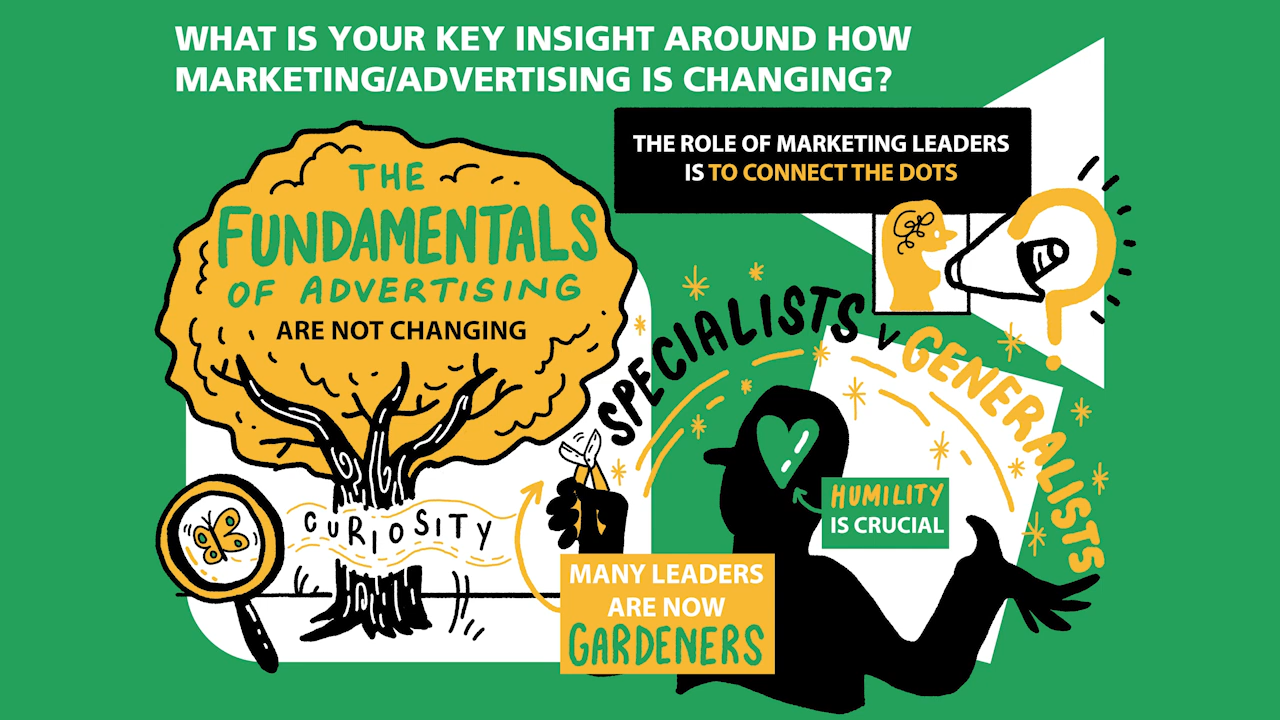 WHAT IS YOUR KEY INSIGHT AROUND HOW
MARKETING/ADVERTISING IS CHANGING?
THE ROLE OF MARKETING LEADERS
IS TO CONNECT THE DOTS
THE
FUNDAMENTALS
OF ADVERTISING
ARE NOT CHANGING
SPECIALISTS V GENERALISTS
CURIOSITY
HUMILITY
IS CRUCIAL
MANY LEADERS
ARE NOW
GARDENERS